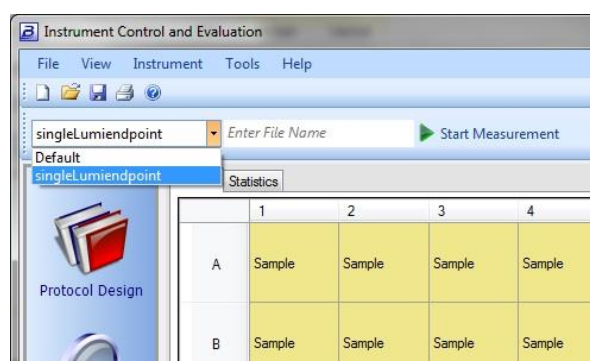 Instrument Control and Evaluation
File View Instrument Tools Help
singleLumiendpoint Enter File Name Start Measurement
Default
singleLumiendpoint
Statistics
1 2 3 4
A Sample Sample Sample Sample
Protocol Design
B Sample Sample Sample Sample